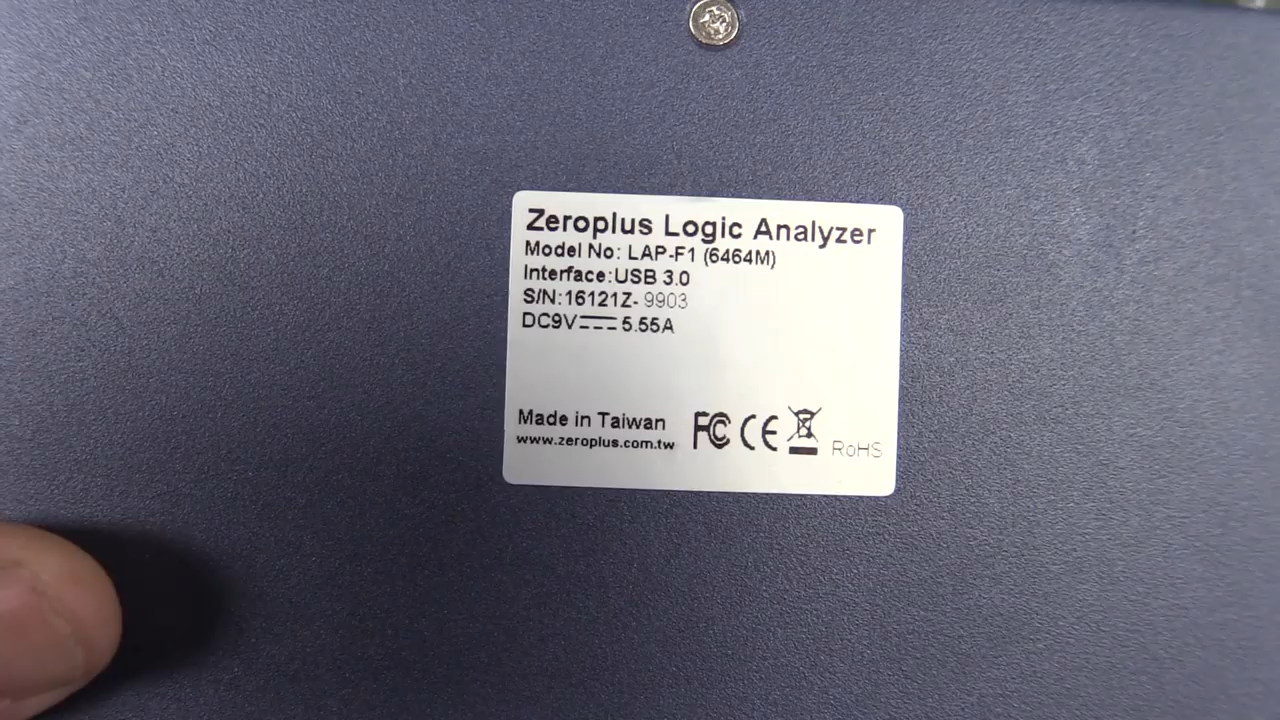 Zeroplus Logic Analyzer
Model No: LAP-F1 (6464M)
Interface:USB 3.0
S/N:16121Z- 9903
DC9V 5.55A
Made in Taiwan
www.zeroplus.com.tw
FC CE RoHS